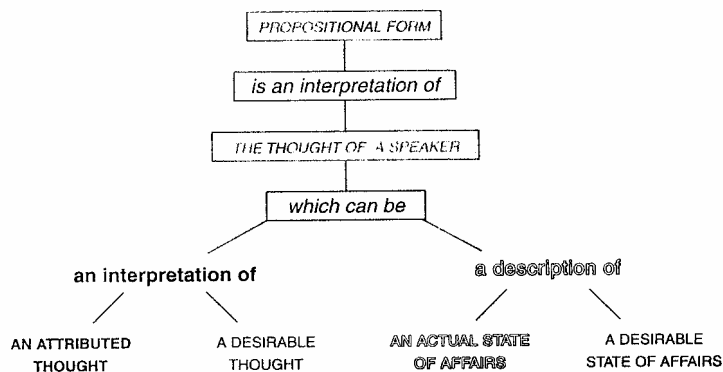 PROPOSITIONAL FORM
is an interpretation of
THE THOUGHT OF A SPEAKER
which can be
an interpretation of
a description of
AN ATTRIBUTED
THOUGHT
A DESIRABLE
THOUGHT
AN ACTUAL STATE
OF AFFAIRS
A DESIRABLE
STATE OF AFFAIRS